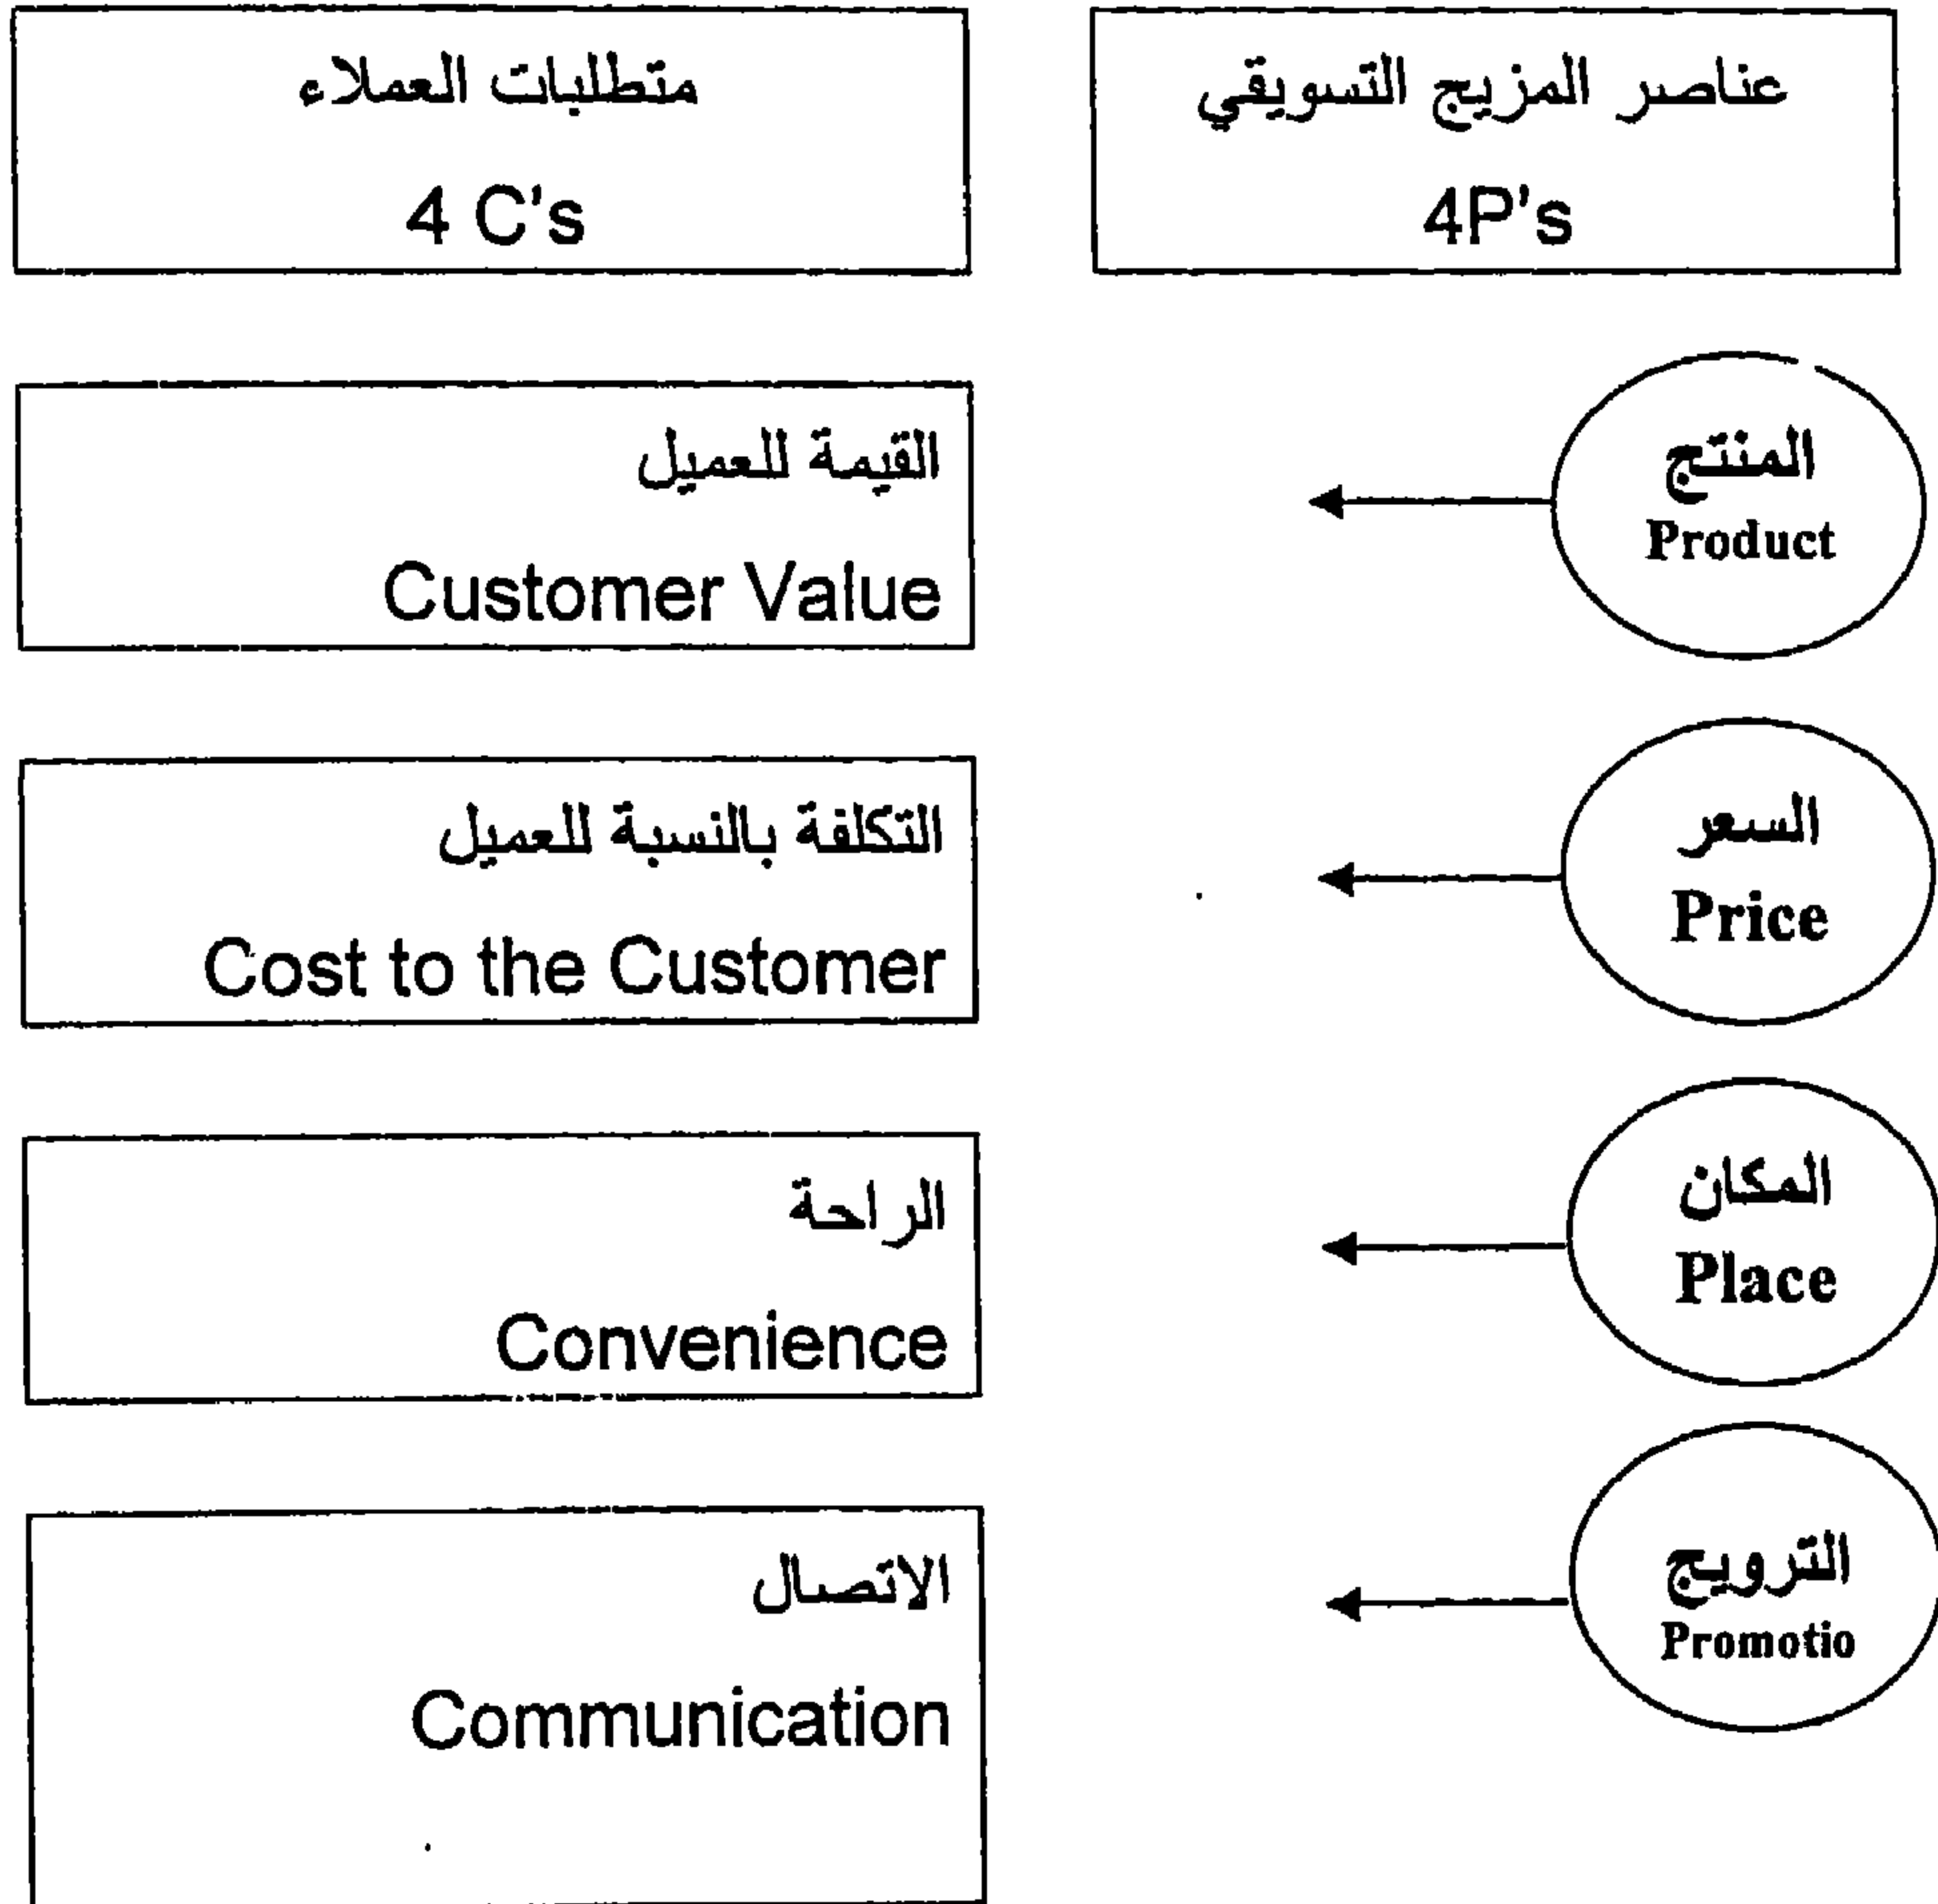 عناصر المزيج التسويقي
4P's
متطلبات العملاء
4 C's
المنتج
Product
القيمة للعميل
Customer Value
السعر
Price
التكلفة بالنسبة للعميل
Cost to the Customer
المكان
Place
الراحة
Convenience
الترويج
Promotio
الاتصال
Communication